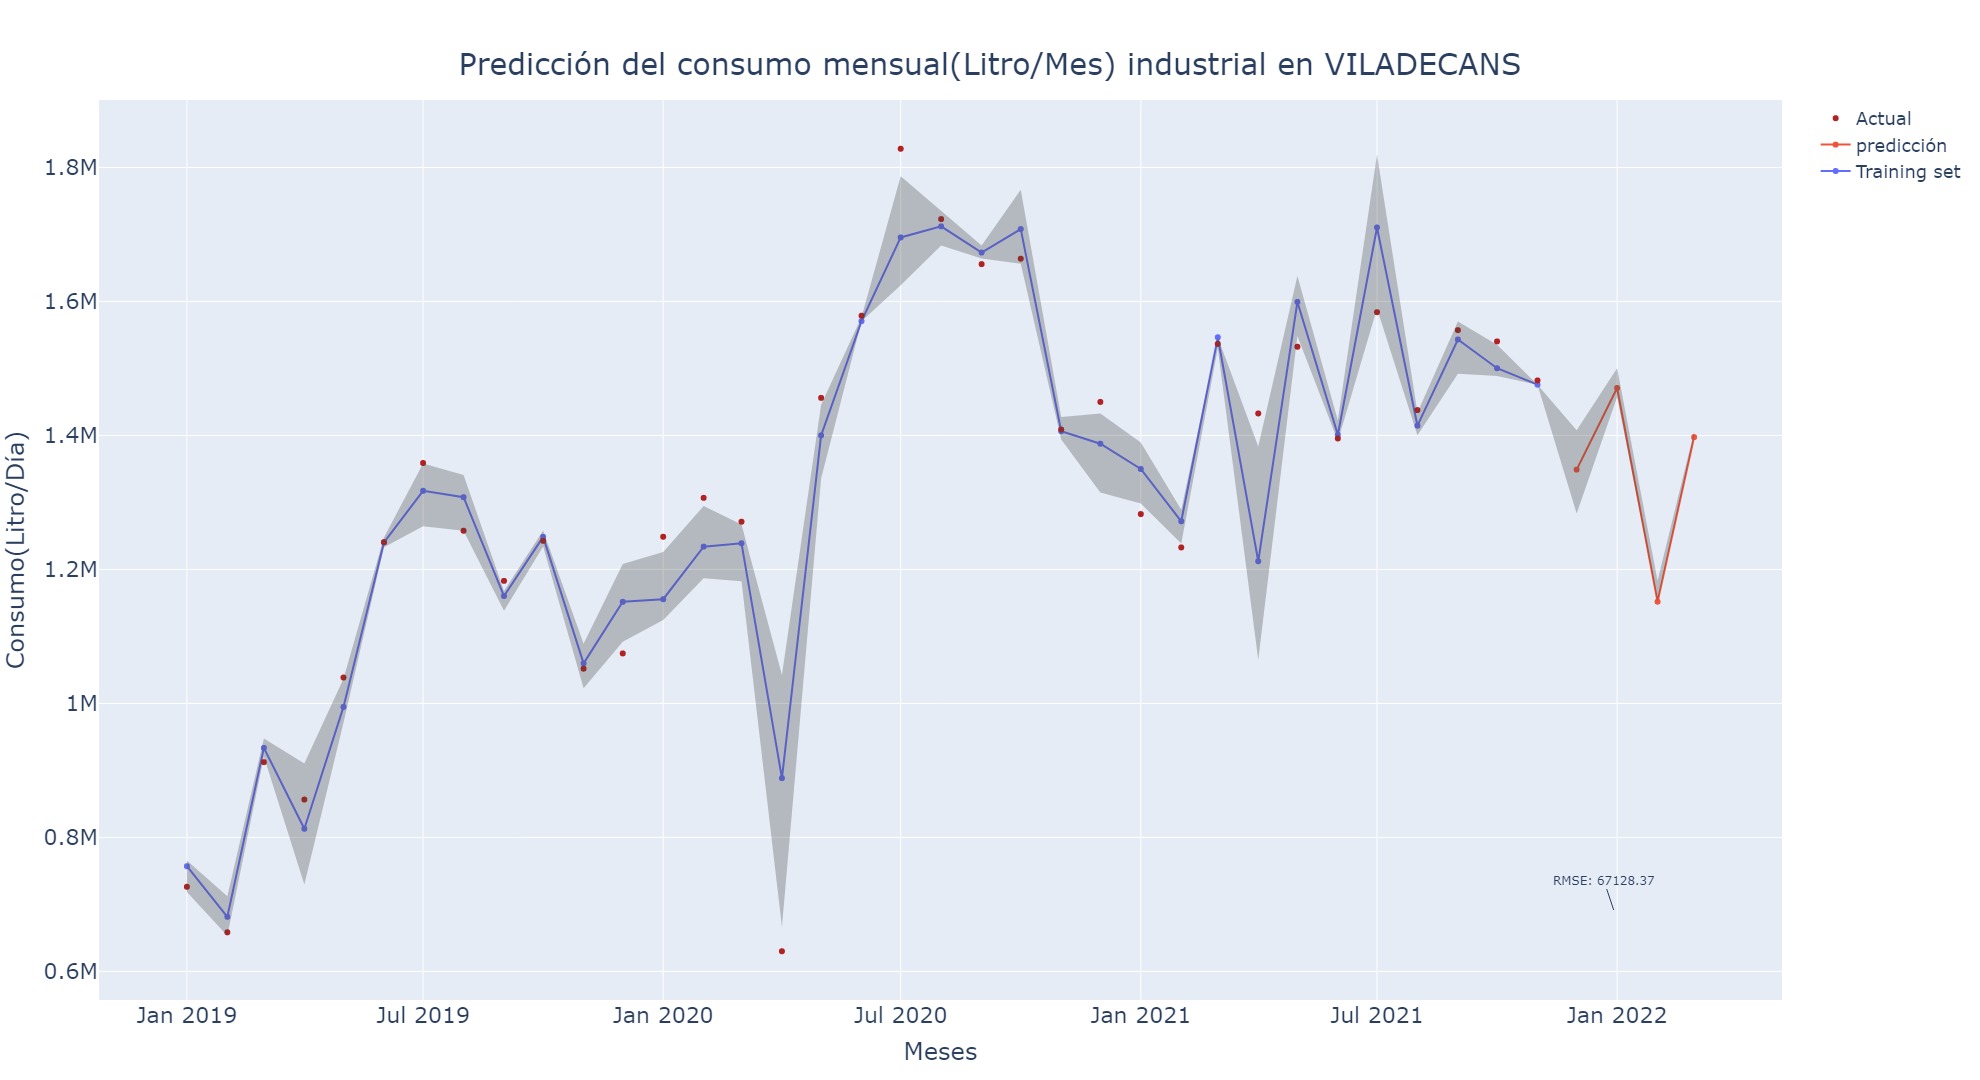 Predicción del consumo mensual(Litro/Mes) industrial en VILADECANS
Actual
predicción
Training set
1.8M
1.6M
1.4M
1.2M
1M
0.8M
0.6M
Consumo(Litro/Día)
RMSE: 67128.37
Jan 2019
Jul 2019
Jan 2020
Jul 2020
Jan 2021
Jul 2021
Jan 2022
Meses